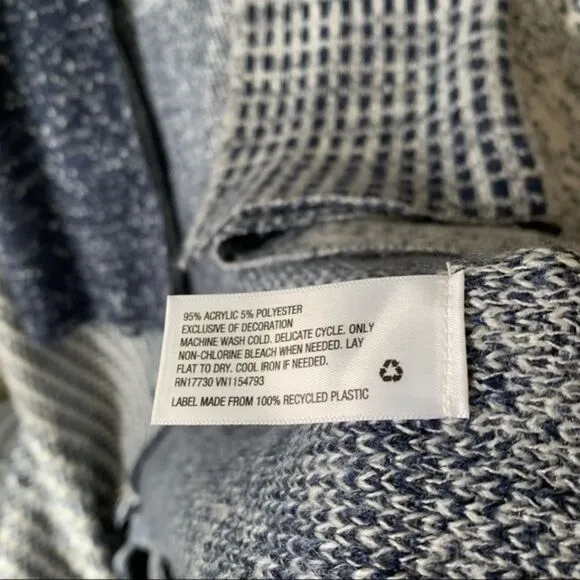 95% ACRYLIC 5% POLYESTER
EXCLUSIVE OF DECORATION
MACHINE WASH COLD. DELICATE CYCLE. ONLY
NON-CHLORINE BLEACH WHEN NEEDED. LAY
FLAT TO DRY. COOL IRON IF NEEDED.
RN17730 VN1154793
LABEL MADE FROM 100% RECYCLED PLASTIC